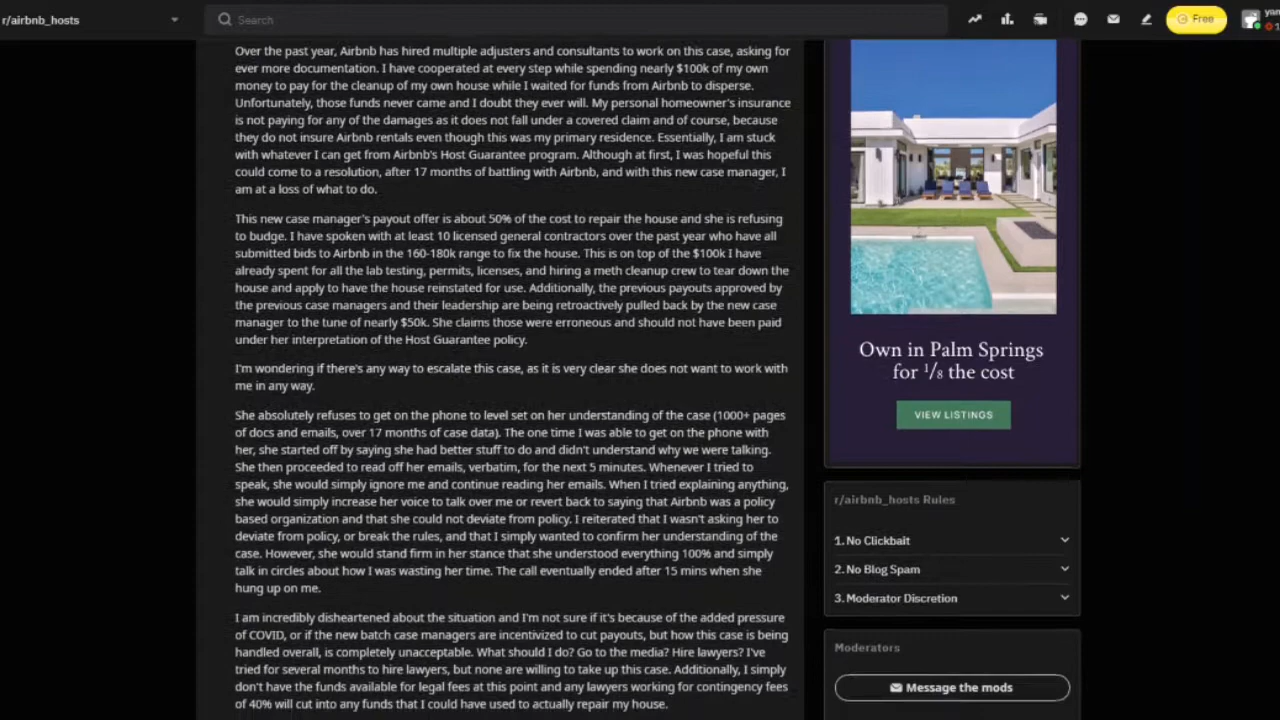 r/airbnb_hosts
Search
Free
Over the past year, Airbnb has hired multiple adjusters and consultants to work on this case, asking for
ever more documentation. I have cooperated at every step while spending nearly $100k of my own
money to pay for the cleanup of my own house while I waited for funds from Airbnb to disperse.
Unfortunately, those funds never came and I doubt they ever will. My personal homeowner's insurance
is not paying for any of the damages as it does not fall under a covered claim and of course, because
they do not insure Airbnb rentals even though this was my primary residence. Essentially, I am stuck
with whatever I can get from Airbnb's Host Guarantee program. Although at first, I was hopeful this
could come to a resolution, after 17 months of battling with Airbnb, and with this new case manager, I
am at a loss of what to do.
This new case manager's payout offer is about 50% of the cost to repair the house and she is refusing
to budge. I have spoken with at least 10 licensed general contractors over the past year who have all
submitted bids to Airbnb in the 160-180k range to fix the house. This is on top of the $100k I have
already spent for all the lab testing, permits, licenses, and hiring a meth cleanup crew to tear down the
house and apply to have the house reinstated for use. Additionally, the previous payouts approved by
the previous case managers and their leadership are being retroactively pulled back by the new case
manager to the tune of nearly $50k. She claims those were erroneous and should not have been paid
under her interpretation of the Host Guarantee policy.
I'm wondering if there's any way to escalate this case, as it is very clear she does not want to work with
me in any way.
She absolutely refuses to get on the phone to level set on her understanding of the case (1000+ pages
of docs and emails, over 17 months of case data). The one time I was able to get on the phone with
her, she started off by saying she had better stuff to do and didn't understand why we were talking.
She then proceeded to read off her emails, verbatim, for the next 5 minutes. Whenever I tried to
speak, she would simply ignore me and continue reading her emails. When I tried explaining anything,
she would simply increase her voice to talk over me or revert back to saying that Airbnb was a policy
based organization and that she could not deviate from policy. I reiterated that I wasn't asking her to
deviate from policy, or break the rules, and that I simply wanted to confirm her understanding of the
case. However, she would stand firm in her stance that she understood everything 100% and simply
talk in circles about how I was wasting her time. The call eventually ended after 15 mins when she
hung up on me.
I am incredibly disheartened about the situation and I'm not sure if it's because of the added pressure
of COVID, or if the new batch case managers are incentivized to cut payouts, but how this case is being
handled overall, is completely unacceptable. What should I do? Go to the media? Hire lawyers? I've
tried for several months to hire lawyers, but none are willing to take up this case. Additionally, I simply
don't have the funds available for legal fees at this point and any lawyers working for contingency fees
of 40% will cut into any funds that I could have used to actually repair my house.
Own in Palm Springs
for 1/8 the cost
VIEW LISTINGS
r/airbnb_hosts Rules
1. No Clickbait
2. No Blog Spam
3. Moderator Discretion
Moderators
Message the mods